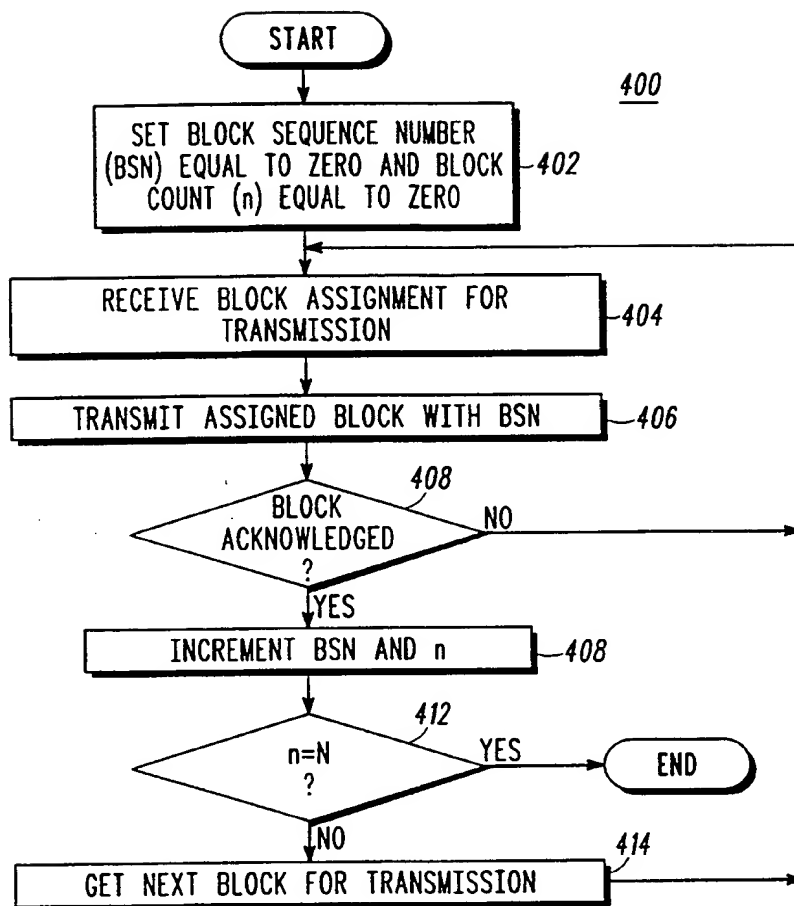 START
400
SET BLOCK SEQUENCE NUMBER
(BSN) EQUAL TO ZERO AND BLOCK
COUNT (n) EQUAL TO ZERO
402
RECEIVE BLOCK ASSIGNMENT FOR
TRANSMISSION
404
TRANSMIT ASSIGNED BLOCK WITH BSN
406
408
BLOCK
ACKNOWLEDGED
?
NO
YES
INCREMENT BSN AND n
408
412
n=N
?
YES
END
NO
414
GET NEXT BLOCK FOR TRANSMISSION